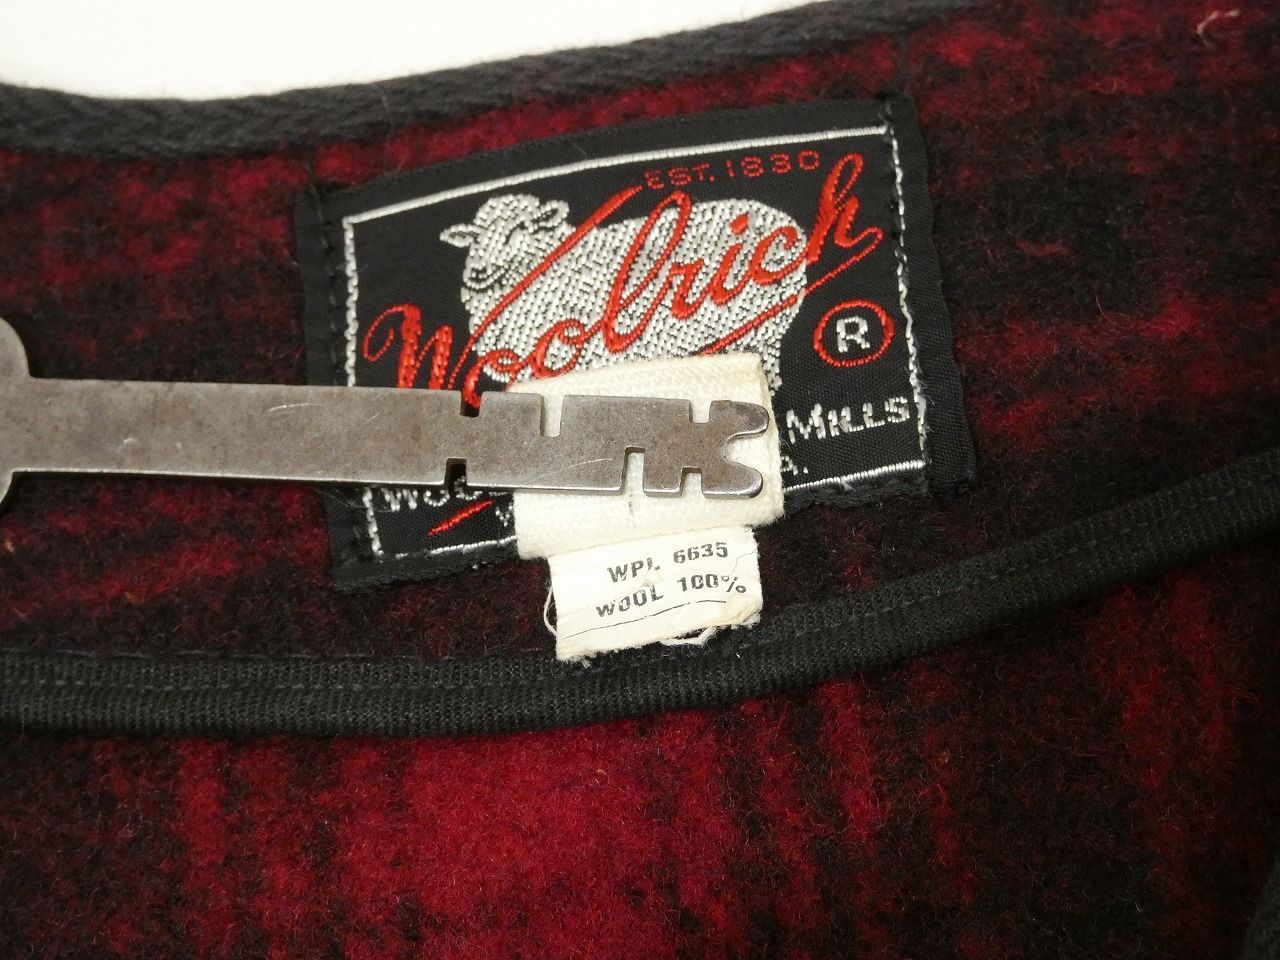 EST. 1830
Woolrich
®
MILLS
WPL 6635
WOOL 100%